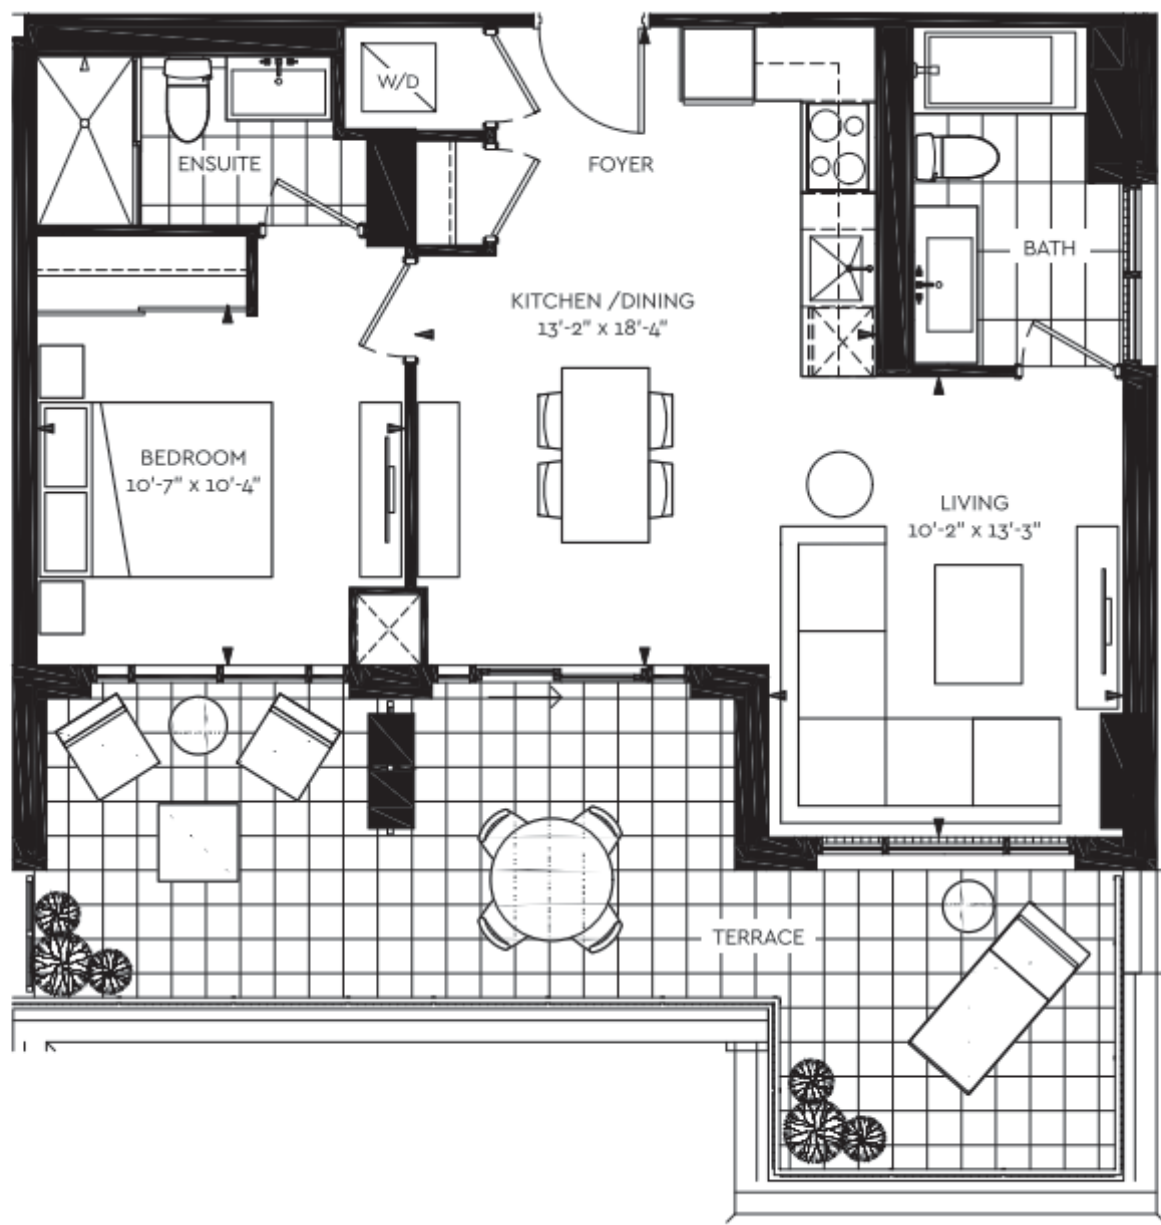 W/D
ENSUITE
FOYER
BATH
KITCHEN /DINING
13'-2" x 18'-4"
BEDROOM
10'-7" x 10'-4"
LIVING
10'-2" x 13'-3"
TERRACE